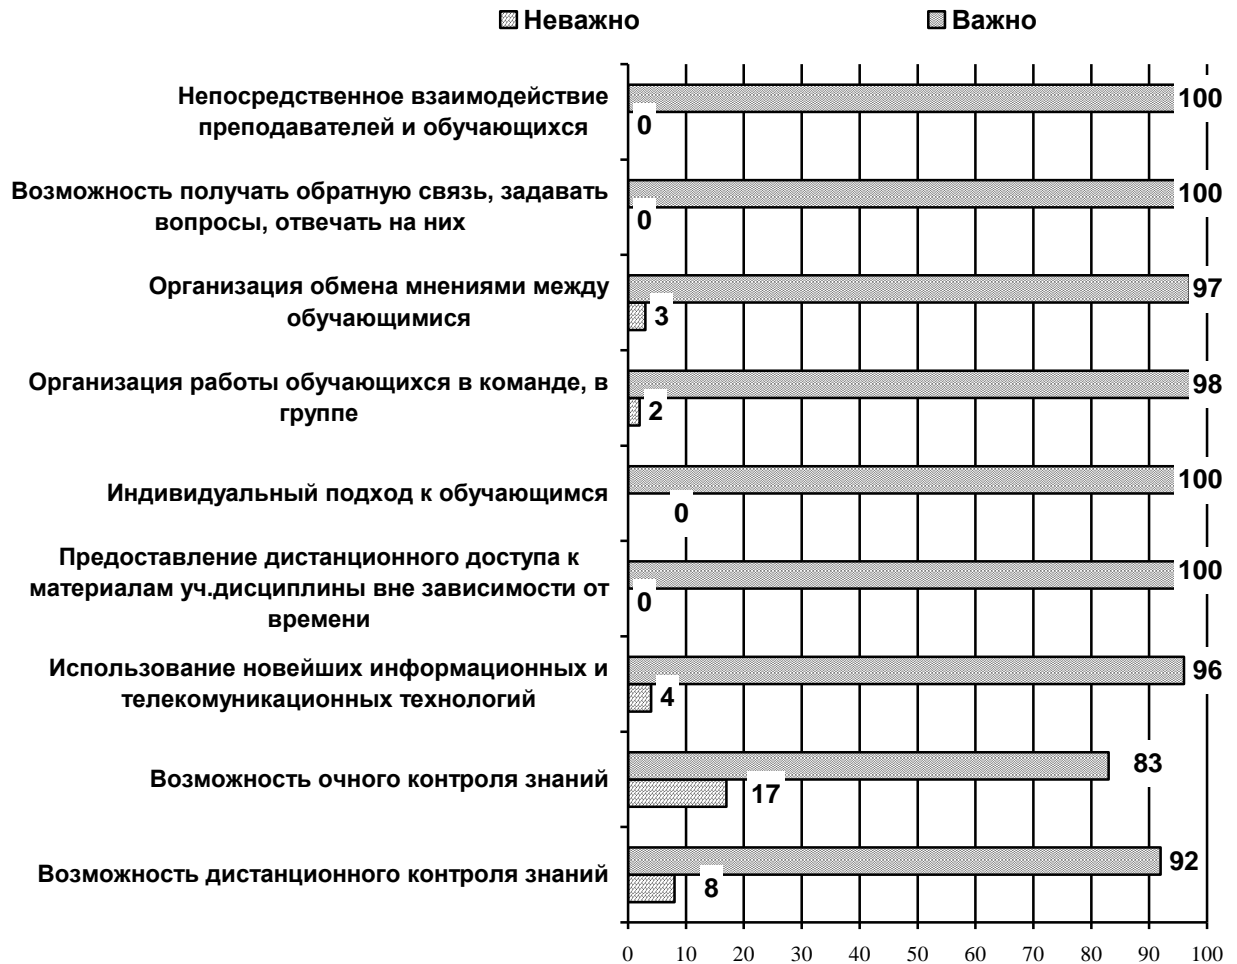 Неважно Важно
Непосредственное взаимодействие
преподавателей и обучающихся
100
0
Возможность получать обратную связь, задавать
вопросы, отвечать на них
100
0
Организация обмена мнениями между
обучающимися
97
3
Организация работы обучающихся в команде, в
группе
98
2
Индивидуальный подход к обучающимся
100
0
Предоставление дистанционного доступа к
материалам уч.дисциплины вне зависимости от
времени
100
0
Использование новейших информационных и
телекомуникационных технологий
96
4
Возможность очного контроля знаний
83
17
Возможность дистанционного контроля знаний
92
8
0 10 20 30 40 50 60 70 80 90 100